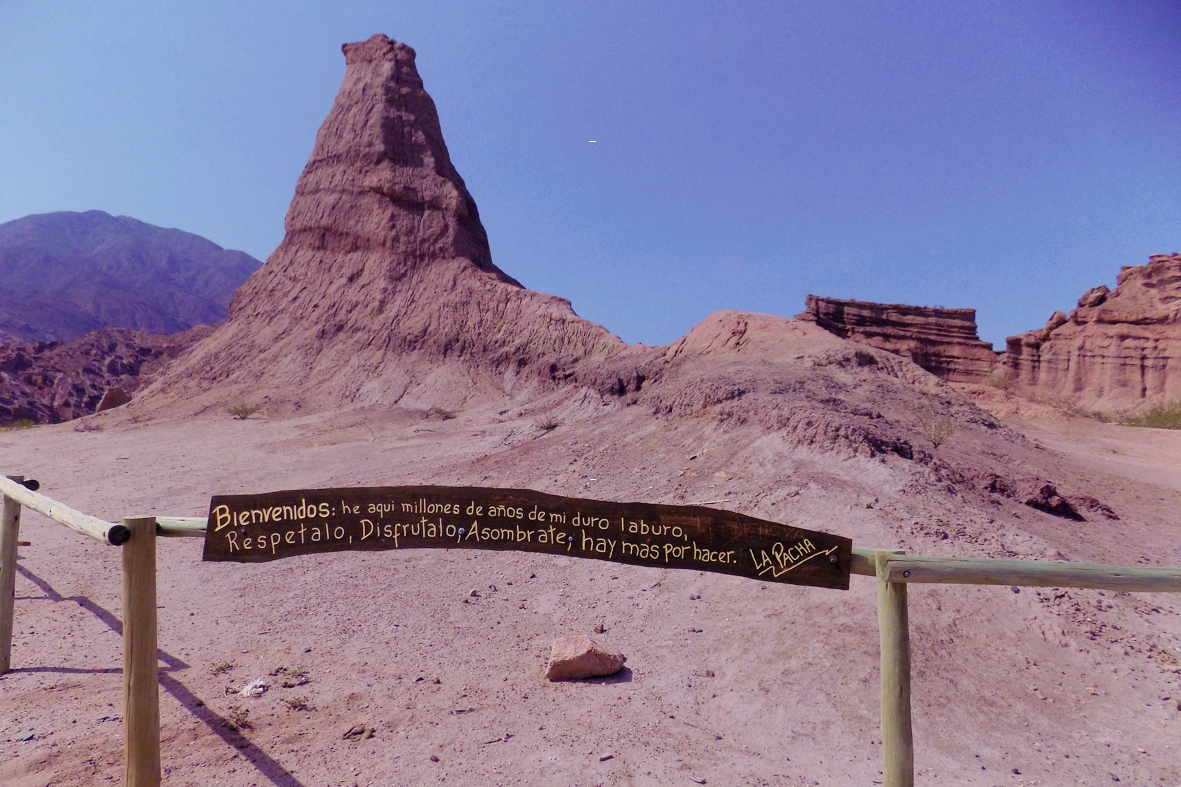 Bienvenidos: he aqui millones de años de mi duro laburo,
Respetalo, Disfrutalo, Asombrate; hay mas por hacer. LA PACHA